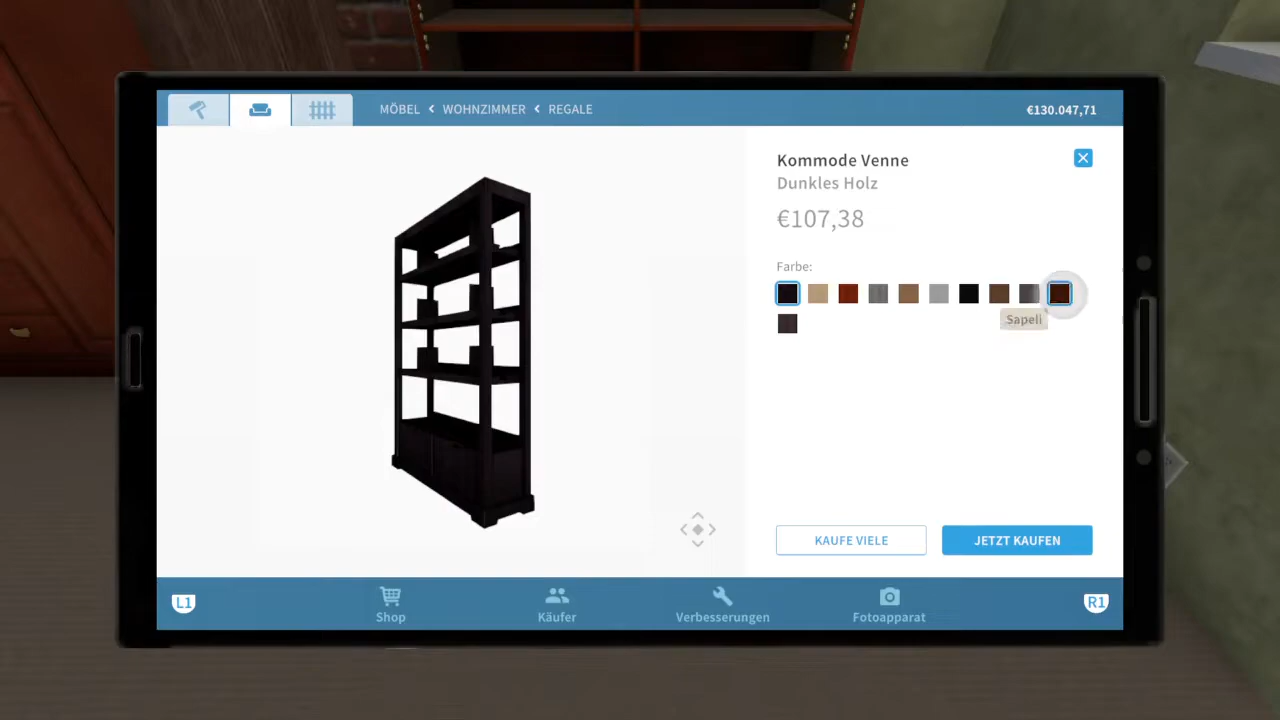 MÖBEL < WOHNZIMMER < REGALE
€130.047,71
Kommode Venne
Dunkles Holz
€107,38
Farbe:
Sapeli
KAUFE VIELE
JETZT KAUFEN
L1
Shop
Käufer
Verbesserungen
Fotoapparat
R1